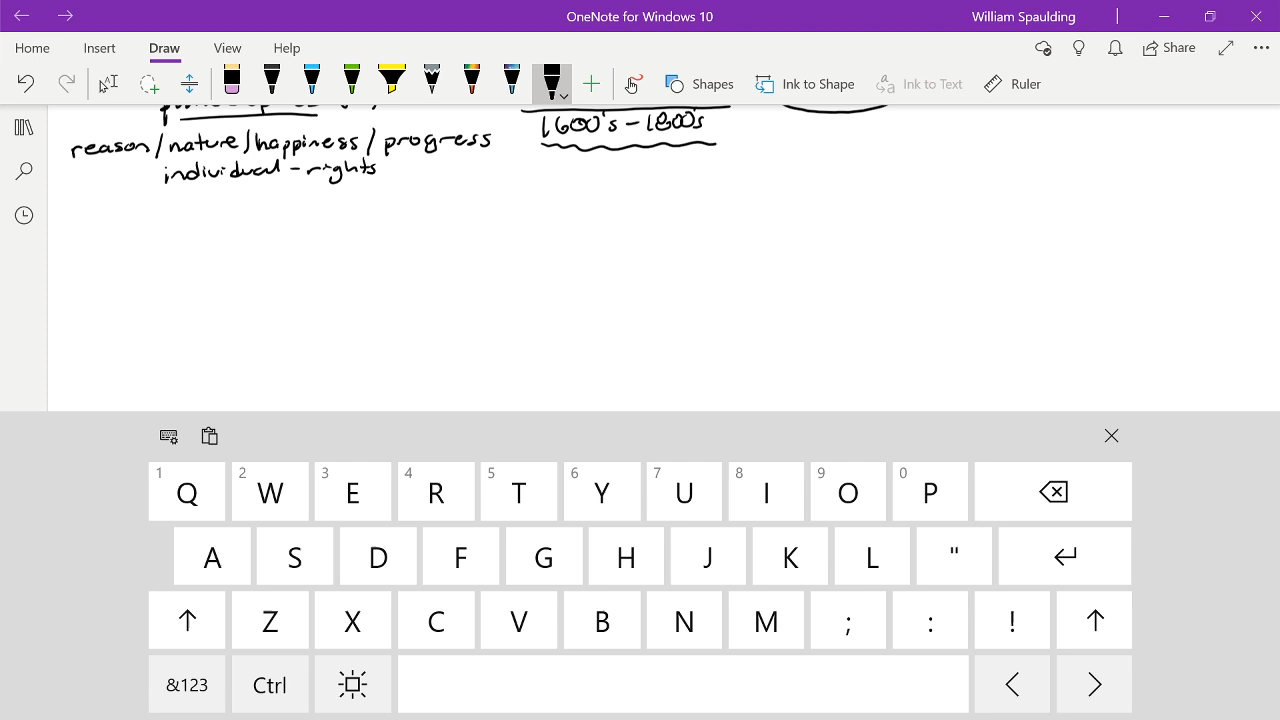 OneNote for Windows 10
William Spaulding
Home Insert Draw View Help
Share
Shapes Ink to Shape Ink to Text Ruler
1600's - 1800's
reason / nature / happiness / progress
individual - rights
1 2 3 4 5 6 7 8 9 0
Q W E R T Y U I O P
A S D F G H J K L "
Z X C V B N M ; : !
&123 Ctrl